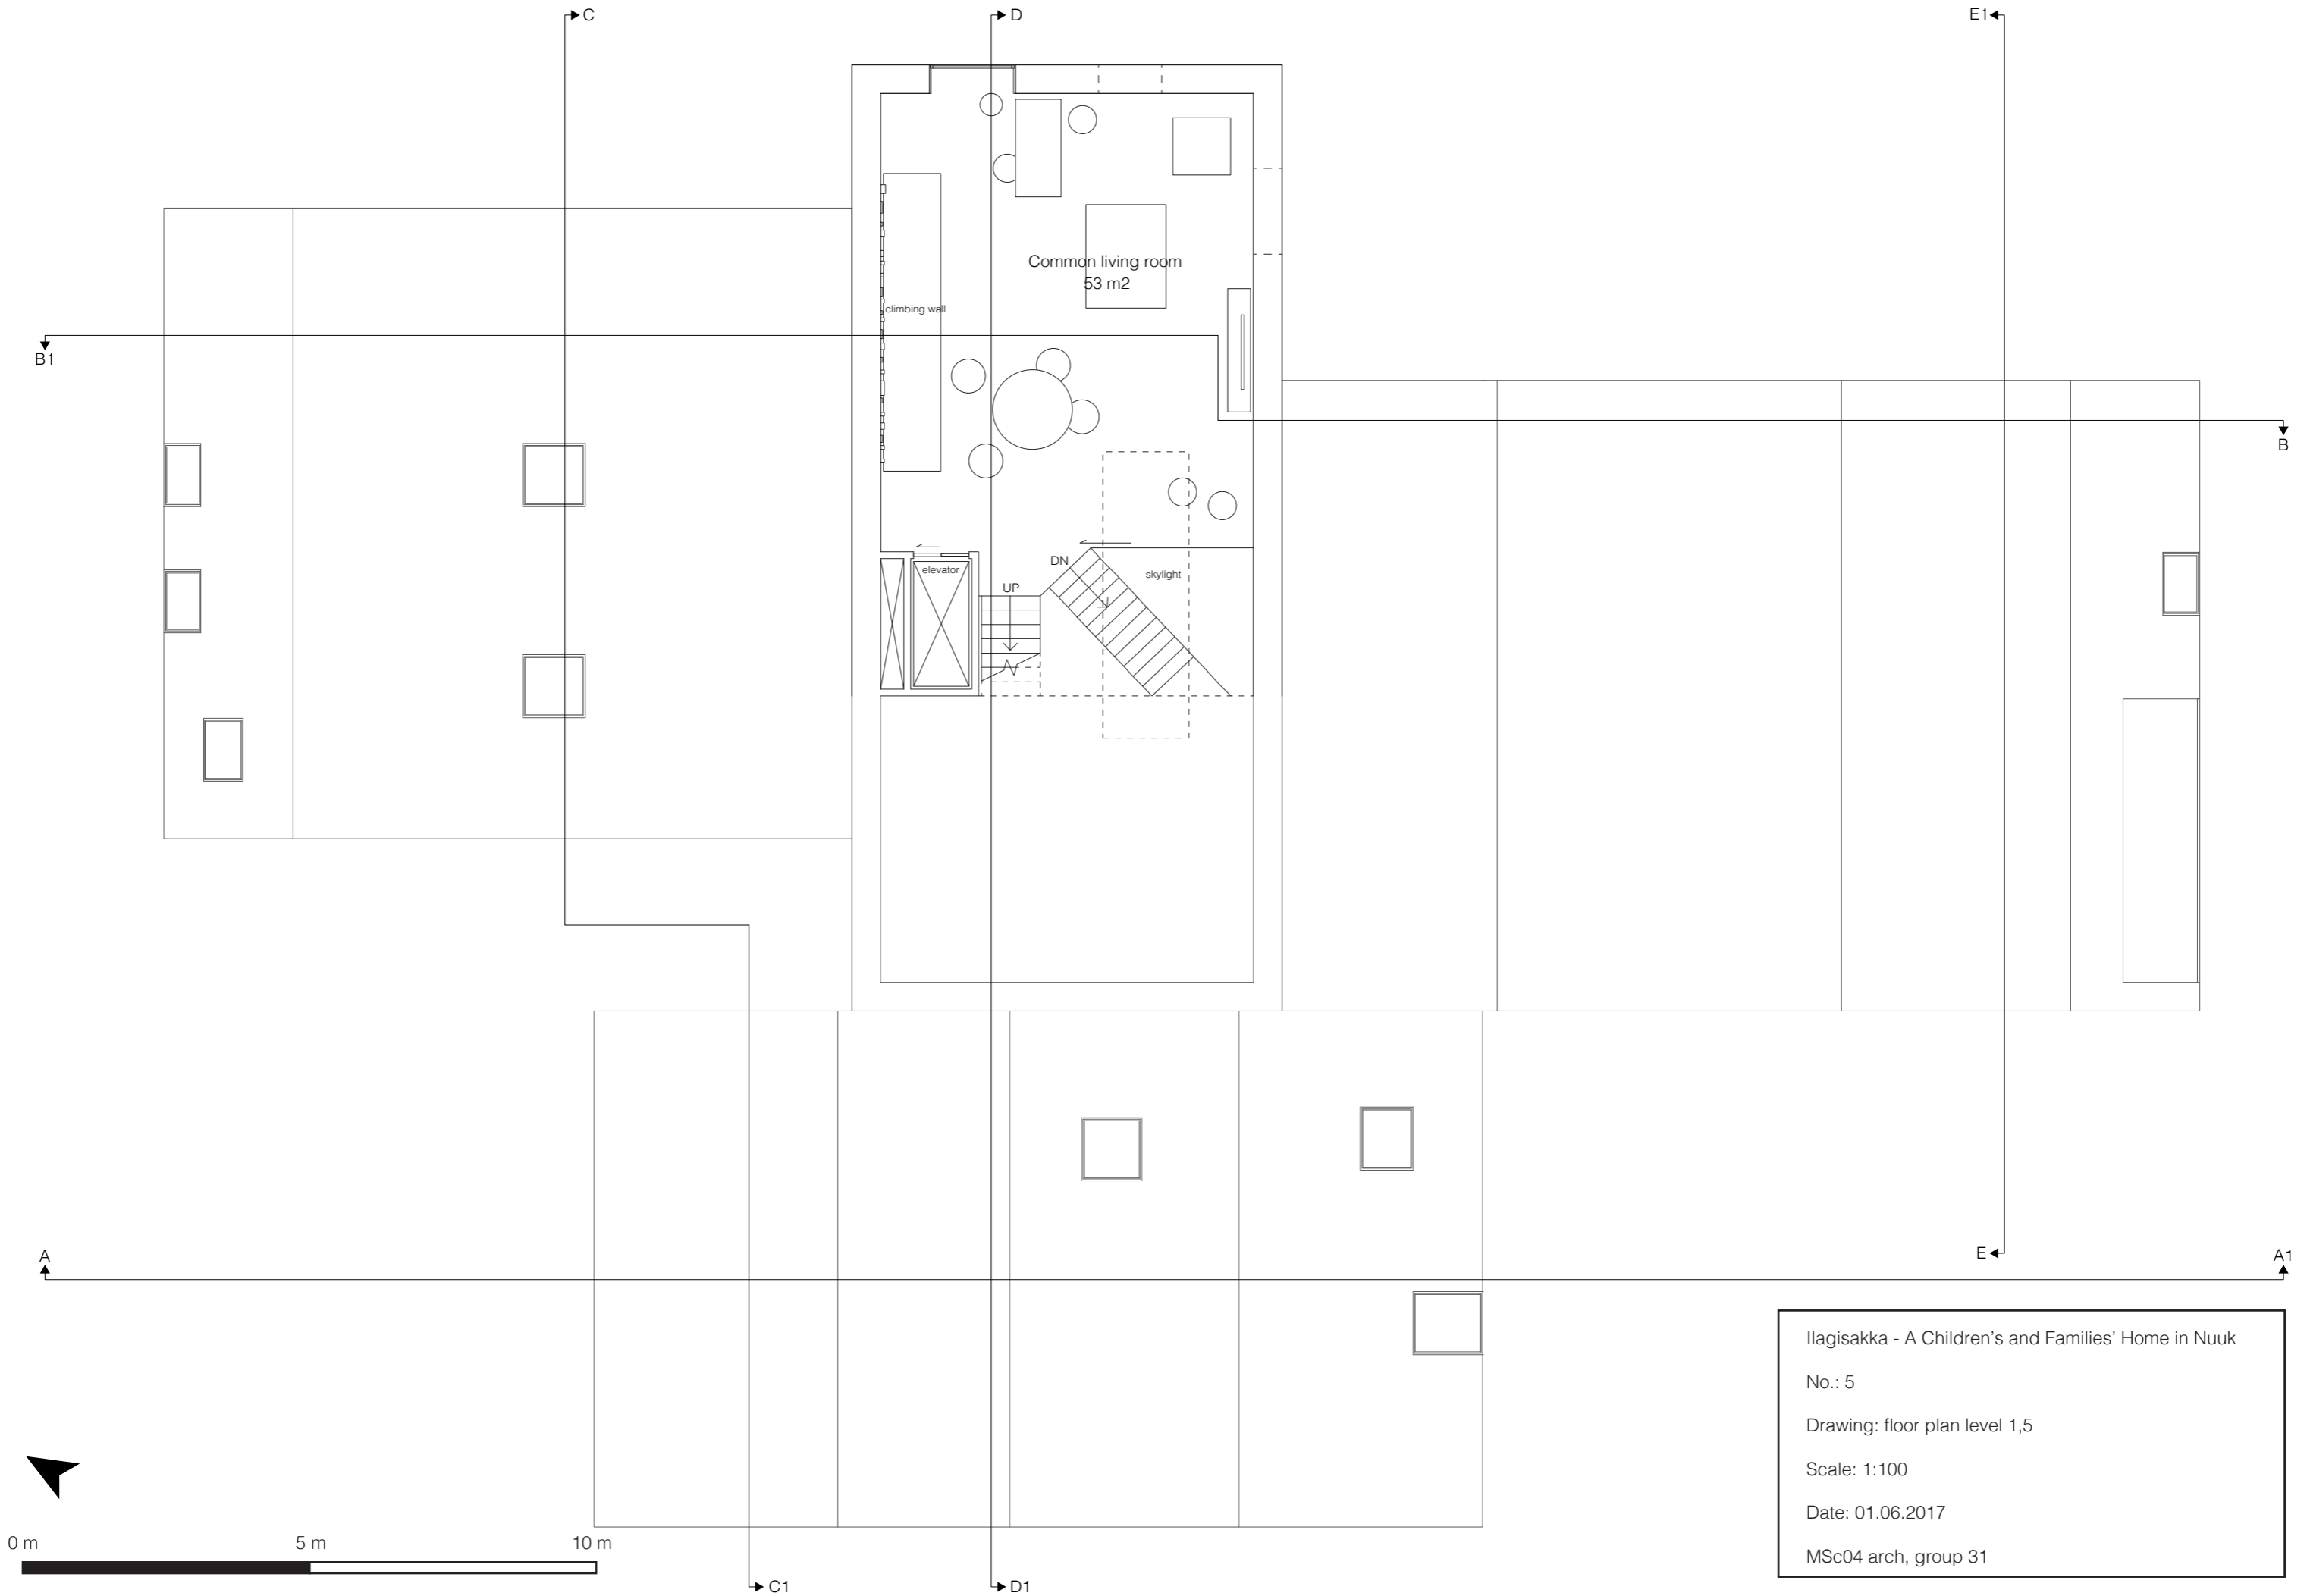 C
D
E1
Common living room
53 m2
climbing wall
B1
B
elevator
DN
skylight
UP
A
E
A1
Ilagisakka - A Children's and Families' Home in Nuuk
No.: 5
Drawing: floor plan level 1,5
Scale: 1:100
Date: 01.06.2017
MSc04 arch, group 31
0 m
5 m
10 m
C1
D1